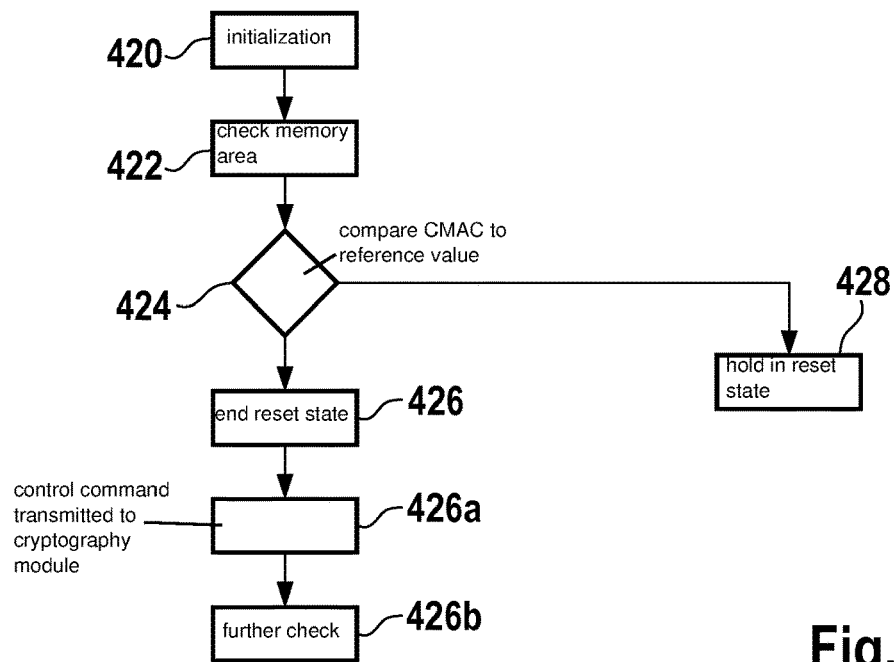 420
initialization
422
check memory
area
compare CMAC to
reference value
424
428
hold in reset
state
end reset state
426
control command
transmitted to
cryptography
module
426a
further check
426b
Fig.